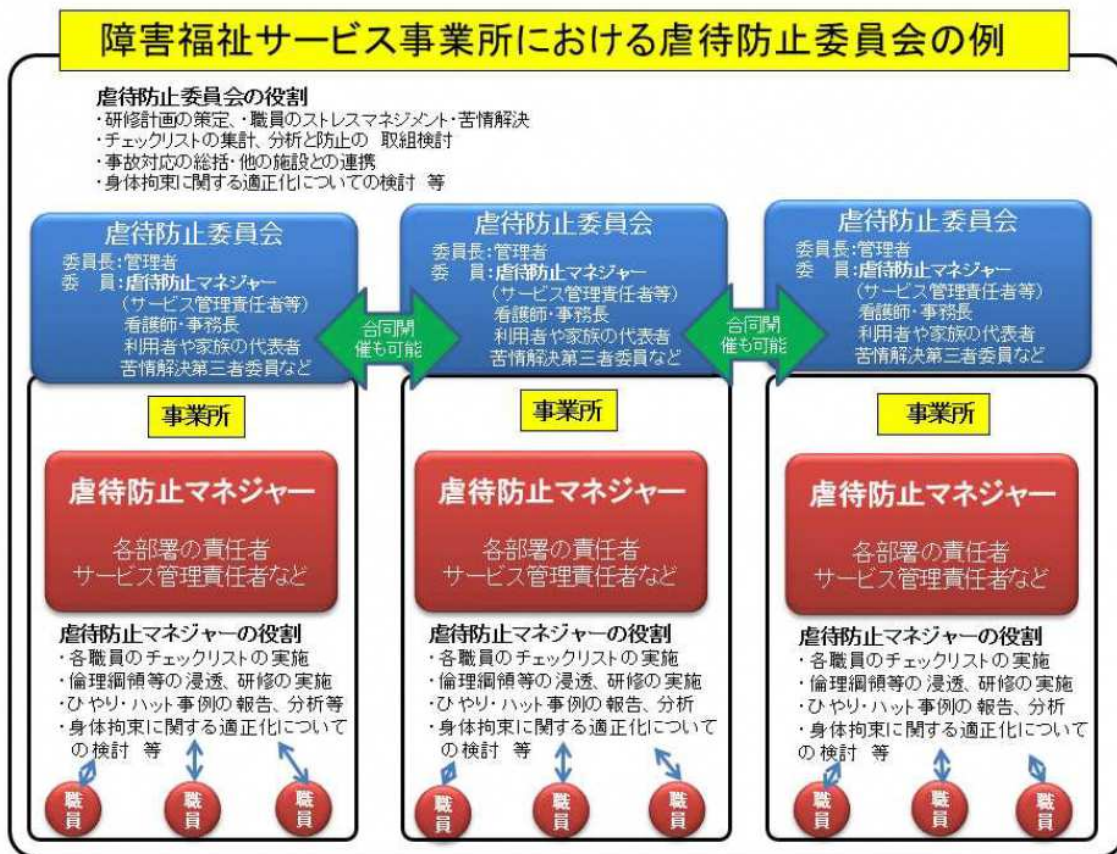 障害福祉サービス事業所における虐待防止委員会の例
虐待防止委員会の役割
・研修計画の策定、・職員のストレスマネジメント・苦情解決
・チェックリストの集計、分析と防止の 取組検討
・事故対応の総括・他の施設との連携
・身体拘束に関する適正化についての検討 等
虐待防止委員会
委員長：管理者
委 員：虐待防止マネジャー
（サービス管理責任者等）
看護師・事務長
利用者や家族の代表者
苦情解決第三者委員など
合同開
催も可能
虐待防止委員会
委員長：管理者
委 員：虐待防止マネジャー
（サービス管理責任者等）
看護師・事務長
利用者や家族の代表者
苦情解決第三者委員など
合同開
催も可能
虐待防止委員会
委員長：管理者
委 員：虐待防止マネジャー
（サービス管理責任者等）
看護師・事務長
利用者や家族の代表者
苦情解決第三者委員など
事業所
虐待防止マネジャー
各部署の責任者
サービス管理責任者など
虐待防止マネジャーの役割
・各職員のチェックリストの実施
・倫理綱領等の浸透、研修の実施
・ひやり・ハット事例の報告、分析等
・身体拘束に関する適正化について
の検討 等
職員
職員
職員
事業所
虐待防止マネジャー
各部署の責任者
サービス管理責任者など
虐待防止マネジャーの役割
・各職員のチェックリストの実施
・倫理綱領等の浸透、研修の実施
・ひやり・ハット事例の報告、分析
・身体拘束に関する適正化について
の検討 等
職員
職員
職員
事業所
虐待防止マネジャー
各部署の責任者
サービス管理責任者など
虐待防止マネジャーの役割
・各職員のチェックリストの実施
・倫理綱領等の浸透、研修の実施
・ひやり・ハット事例の報告、分析
・身体拘束に関する適正化について
の検討 等
職員
職員
職員